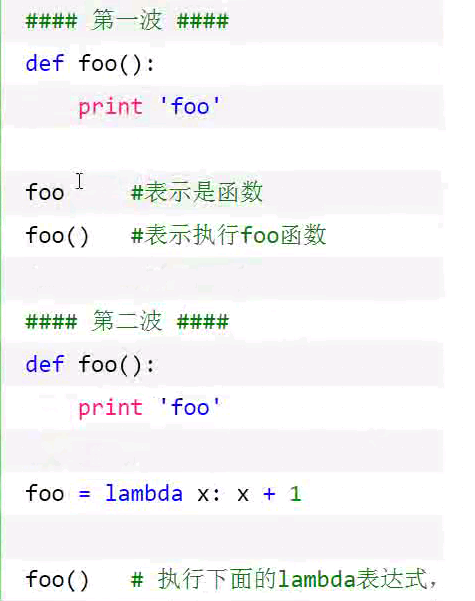 #### 第一波 ####
def foo():
    print 'foo'
foo     #表示是函数
foo()   #表示执行foo函数
#### 第二波 ####
def foo():
    print 'foo'
foo = lambda x: x + 1
foo()   # 执行下面的lambda表达式，